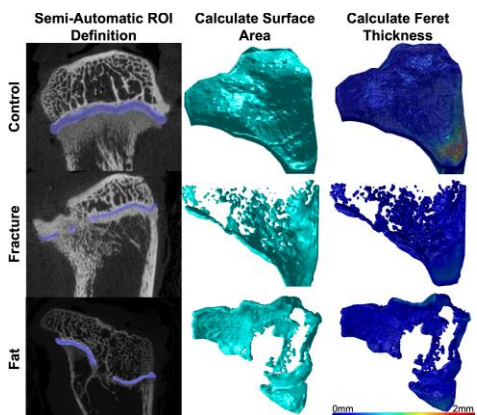 Semi-Automatic ROI
Definition
Calculate Surface
Area
Calculate Feret
Thickness
Control
Fracture
Fat
0mm
2mm